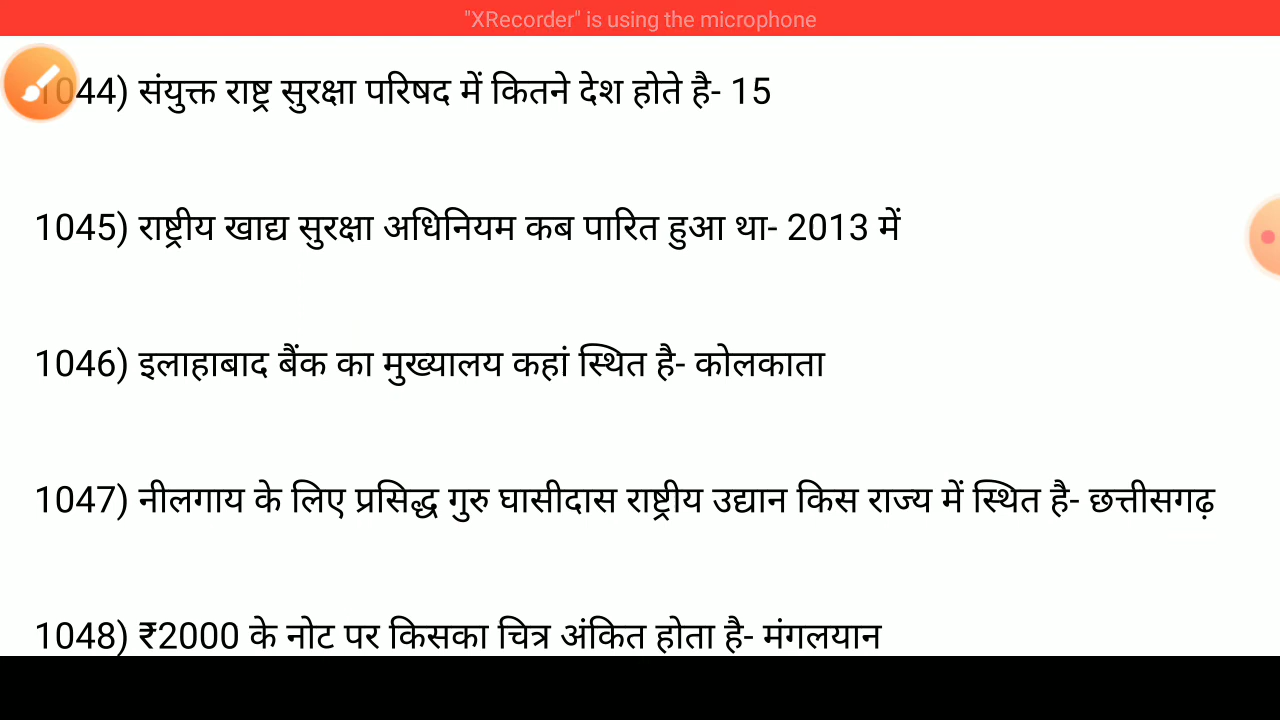 "XRecorder" is using the microphone
1044) संयुक्त राष्ट्र सुरक्षा परिषद में कितने देश होते है- 15
1045) राष्ट्रीय खाद्य सुरक्षा अधिनियम कब पारित हुआ था- 2013 में
1046) इलाहाबाद बैंक का मुख्यालय कहां स्थित है- कोलकाता
1047) नीलगाय के लिए प्रसिद्ध गुरु घासीदास राष्ट्रीय उद्यान किस राज्य में स्थित है- छत्तीसगढ़
1048) ₹2000 के नोट पर किसका चित्र अंकित होता है- मंगलयान